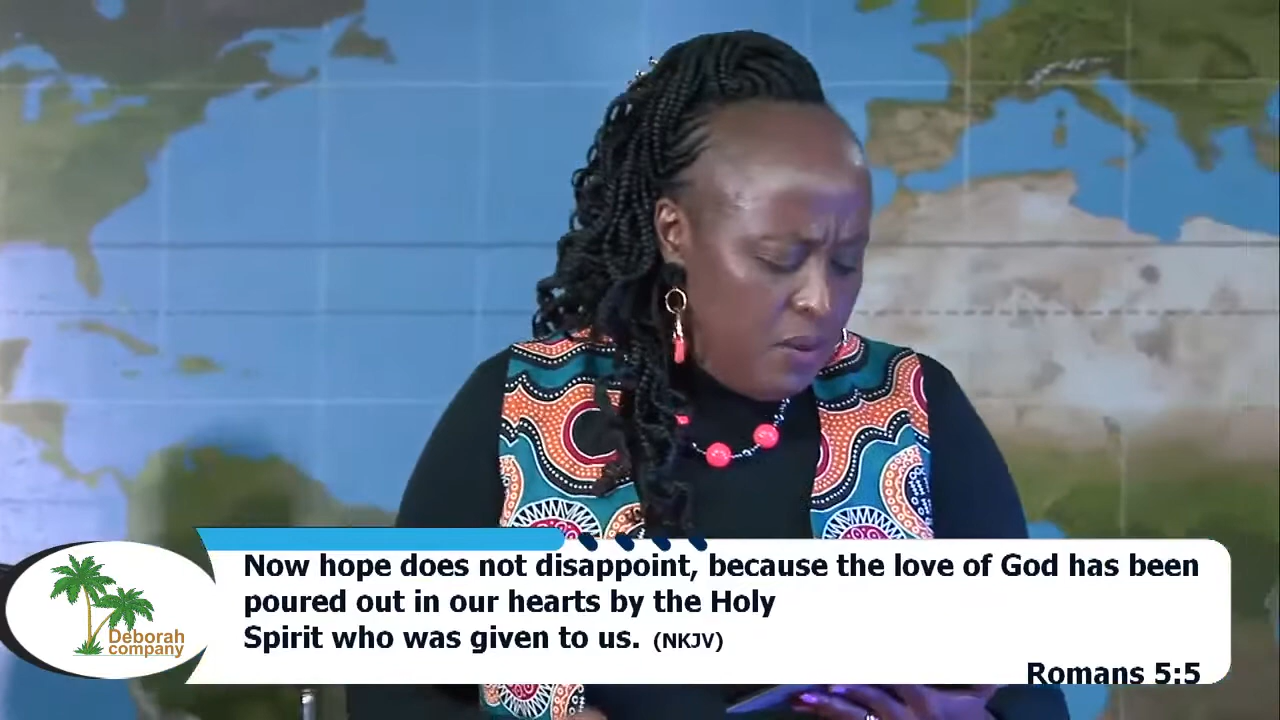 Now hope does not disappoint, because the love of God has been
poured out in our hearts by the Holy
Spirit who was given to us. (NKJV)
Romans 5:5
Deborah
company